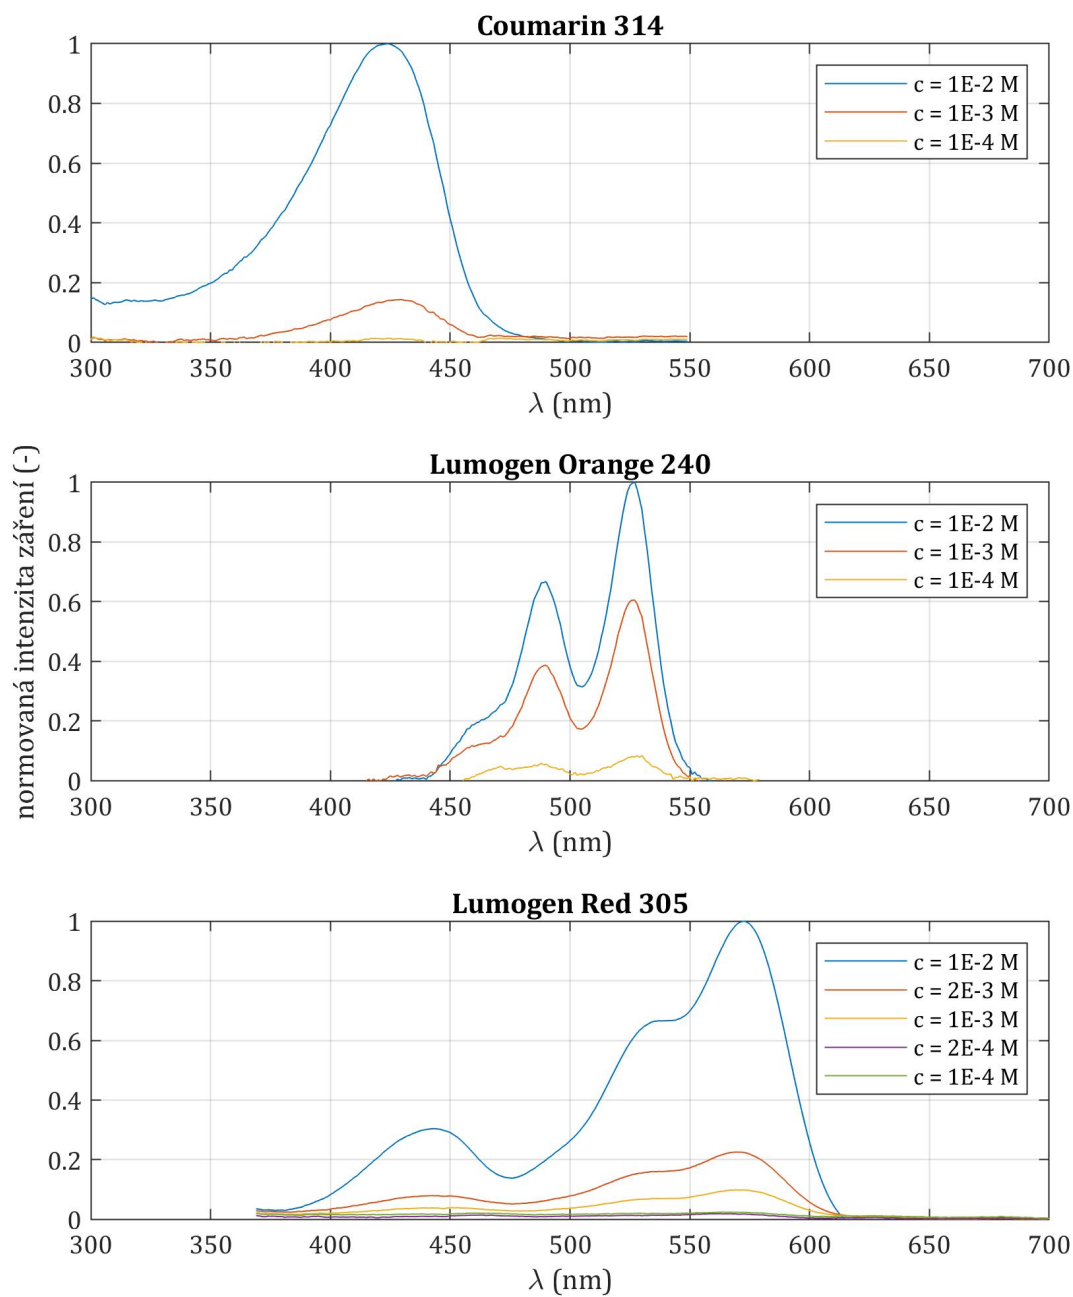 Coumarin 314
1
0.8
0.6
0.4
0.2
0
c = 1E-2 M
c = 1E-3 M
c = 1E-4 M
300 350 400 450 500 550 600 650 700
λ (nm)
normovaná intenzita záření (-)
Lumogen Orange 240
1
0.8
0.6
0.4
0.2
0
c = 1E-2 M
c = 1E-3 M
c = 1E-4 M
300 350 400 450 500 550 600 650 700
λ (nm)
Lumogen Red 305
1
0.8
0.6
0.4
0.2
0
c = 1E-2 M
c = 2E-3 M
c = 1E-3 M
c = 2E-4 M
c = 1E-4 M
300 350 400 450 500 550 600 650 700
λ (nm)